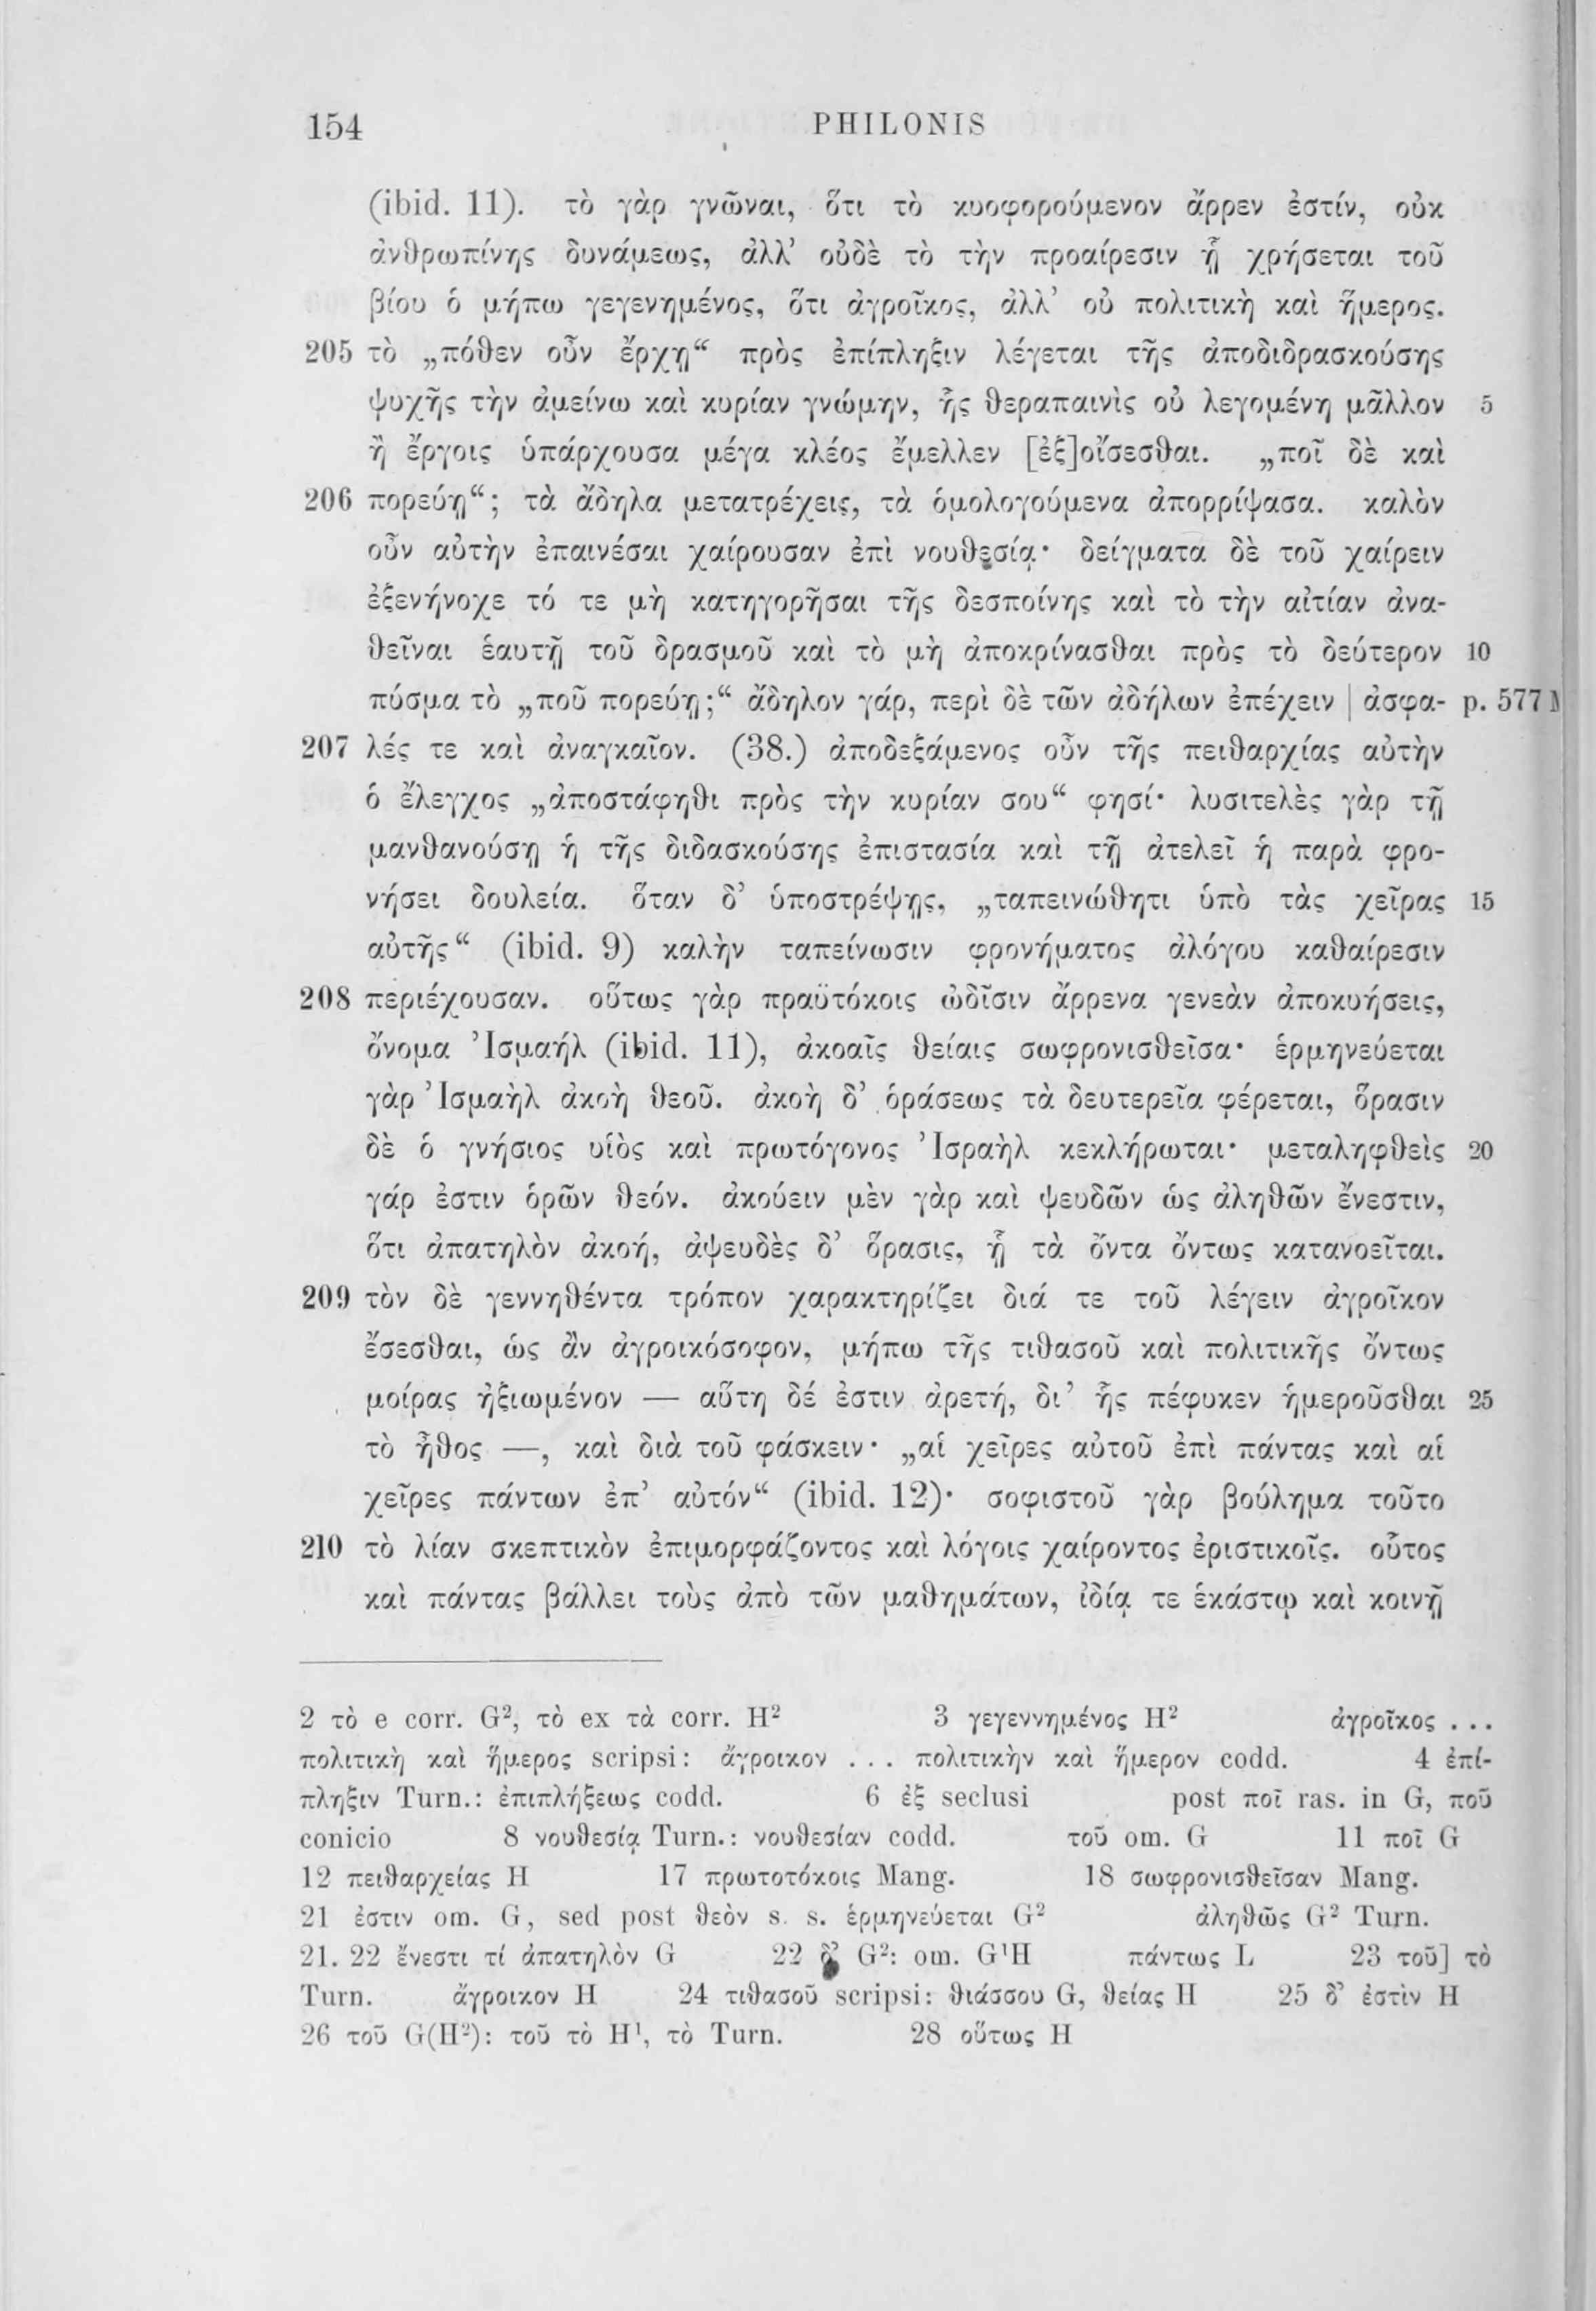 154 PHILONIS
(ibid. 11). τὸ γὰρ γνῶναι, ὅτι τὸ κυοφορούμενον ἄρρεν ἐστίν, οὐκ
ἀνθρωπίνης δυνάμεως, ἀλλ’ οὐδὲ τὸ τὴν προαίρεσιν ᾗ χρήσεται τοῦ
βίου ὁ μήπω γεγενημένος, ὅτι ἀγροῖκος, ἀλλ’ οὐ πολιτικὴ καὶ ἥμερος.
205 τὸ „πόθεν οὖν ἔρχῃ“ πρὸς ἐπίπληξιν λέγεται τῆς ἀποδιδρασκούσης
ψυχῆς τὴν ἀμείνω καὶ κυρίαν γνώμην, ἧς θεραπαινὶς οὐ λεγομένη μᾶλλον 5
ἢ ἔργοις ὑπάρχουσα μέγα κλέος ἔμελλεν [ἐξ]οἴσεσθαι. „ποῖ δὲ καὶ
206 πορεύῃ“; τὰ ἄδηλα μετατρέχεις, τὰ ὁμολογούμενα ἀπορρίψασα. καλὸν
οὖν αὐτὴν ἐπαινέσαι χαίρουσαν ἐπὶ νουθεσίᾳ· δείγματα δὲ τοῦ χαίρειν
ἐξενήνοχε τό τε μὴ κατηγορῆσαι τῆς δεσποίνης καὶ τὸ τὴν αἰτίαν ἀνα-
θεῖναι ἑαυτῇ τοῦ δρασμοῦ καὶ τὸ μὴ ἀποκρίνασθαι πρὸς τὸ δεύτερον 10
πύσμα τὸ „ποῦ πορεύῃ;“ ἄδηλον γάρ, περὶ δὲ τῶν ἀδήλων ἐπέχειν | ἀσφα- p. 577 M
207 λές τε καὶ ἀναγκαῖον. (38.) ἀποδεξάμενος οὖν τῆς πειθαρχίας αὐτὴν
ὁ ἔλεγχος „ἀποστάφηθι πρὸς τὴν κυρίαν σου“ φησί· λυσιτελὲς γὰρ τῇ
μανθανούσῃ ἡ τῆς διδασκούσης ἐπιστασία καὶ τῇ ἀτελεῖ ἡ παρὰ φρο-
νήσει δουλεία. ὅταν δ’ ὑποστρέψῃς, „ταπεινώθητι ὑπὸ τὰς χεῖρας 15
αὐτῆς“ (ibid. 9) καλὴν ταπείνωσιν φρονήματος ἀλόγου καθαίρεσιν
208 περιέχουσαν. οὕτως γὰρ πραϋτόκοις ὠδῖσιν ἄρρενα γενεὰν ἀποκυήσεις,
ὄνομα Ἰσμαήλ (ibid. 11), ἀκοαῖς θείαις σωφρονισθεῖσα· ἑρμηνεύεται
γὰρ Ἰσμαὴλ ἀκοὴ θεοῦ. ἀκοὴ δ’ ὁράσεως τὰ δευτερεῖα φέρεται, ὅρασιν
δὲ ὁ γνήσιος υἱὸς καὶ πρωτόγονος Ἰσραὴλ κεκλήρωται· μεταληφθεὶς 20
γάρ ἐστιν ὁρῶν θεόν. ἀκούειν μὲν γὰρ καὶ ψευδῶν ὡς ἀληθῶν ἔνεστιν,
ὅτι ἀπατηλὸν ἀκοή, ἀψευδὲς δ’ ὅρασις, ᾗ τὰ ὄντα ὄντως κατανοεῖται.
209 τὸν δὲ γεννηθέντα τρόπον χαρακτηρίζει διά τε τοῦ λέγειν ἀγροῖκον
ἔσεσθαι, ὡς ἂν ἀγροικόσοφον, μήπω τῆς τιθασοῦ καὶ πολιτικῆς ὄντως
μοίρας ἠξιωμένον — αὕτη δέ ἐστιν ἀρετή, δι’ ἧς πέφυκεν ἡμεροῦσθαι 25
τὸ ἦθος —, καὶ διὰ τοῦ φάσκειν· „αἱ χεῖρες αὐτοῦ ἐπὶ πάντας καὶ αἱ
χεῖρες πάντων ἐπ’ αὐτόν“ (ibid. 12)· σοφιστοῦ γὰρ βούλημα τοῦτο
210 τὸ λίαν σκεπτικὸν ἐπιμορφάζοντος καὶ λόγοις χαίροντος ἐριστικοῖς. οὗτος
καὶ πάντας βάλλει τοὺς ἀπὸ τῶν μαθημάτων, ἰδίᾳ τε ἑκάστῳ καὶ κοινῇ
2 τὸ e corr. G², τὸ ex τὰ corr. H² 3 γεγεννημένος H² ἀγροῖκος . . .
πολιτικὴ καὶ ἥμερος scripsi: ἄγροικον . . . πολιτικὴν καὶ ἥμερον codd. 4 ἐπί-
πληξιν Turn.: ἐπιπλήξεως codd. 6 ἐξ seclusi post ποῖ ras. in G, ποῦ
conicio 8 νουθεσίᾳ Turn.: νουθεσίαν codd. τοῦ om. G 11 ποῖ G
12 πειθαρχείας H 17 πρωτοτόκοις Mang. 18 σωφρονισθεῖσαν Mang.
21 ἐστιν om. G, sed post θεὸν s. s. ἑρμηνεύεται G² ἀληθῶς G² Turn.
21. 22 ἔνεστι τί ἀπατηλὸν G 22 δ’ G²: om. G¹H πάντως L 23 τοῦ] τὸ
Turn. ἄγροικον H 24 τιθασοῦ scripsi: θιάσσου G, θείας H 25 δ’ ἐστὶν H
26 τοῦ G(H²): τοῦ τὸ H¹, τὸ Turn. 28 οὕτως H